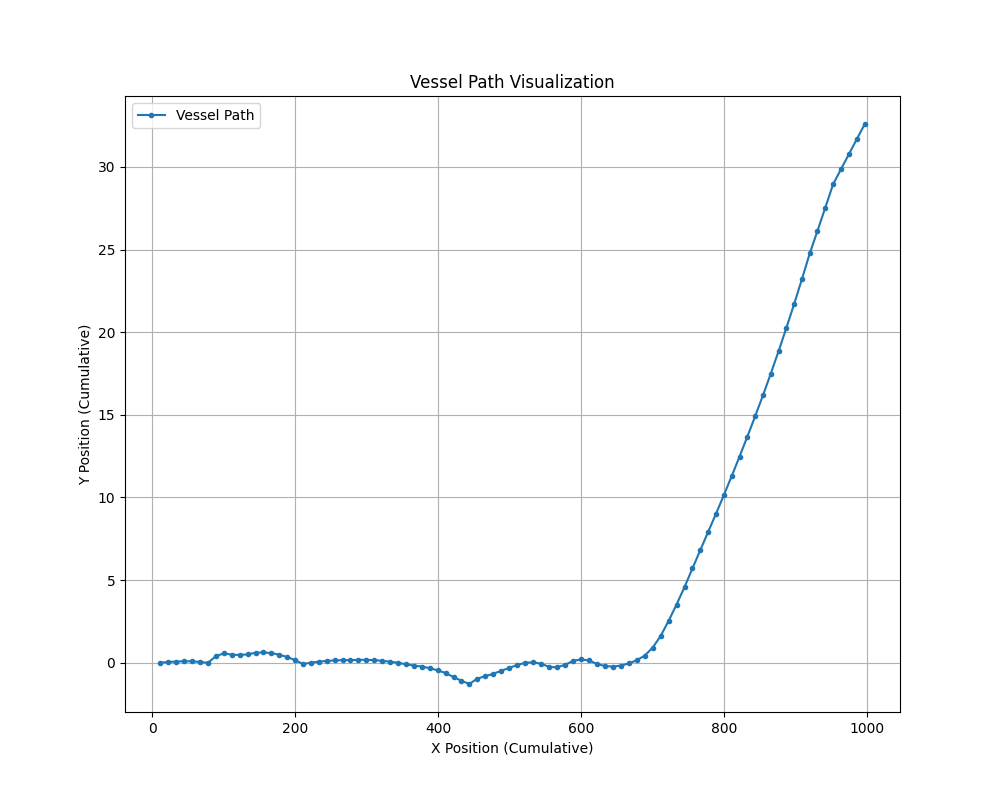 Vessel Path Visualization
Vessel Path
30
25
20
15
10
5
0
Y Position (Cumulative)
0 200 400 600 800 1000
X Position (Cumulative)